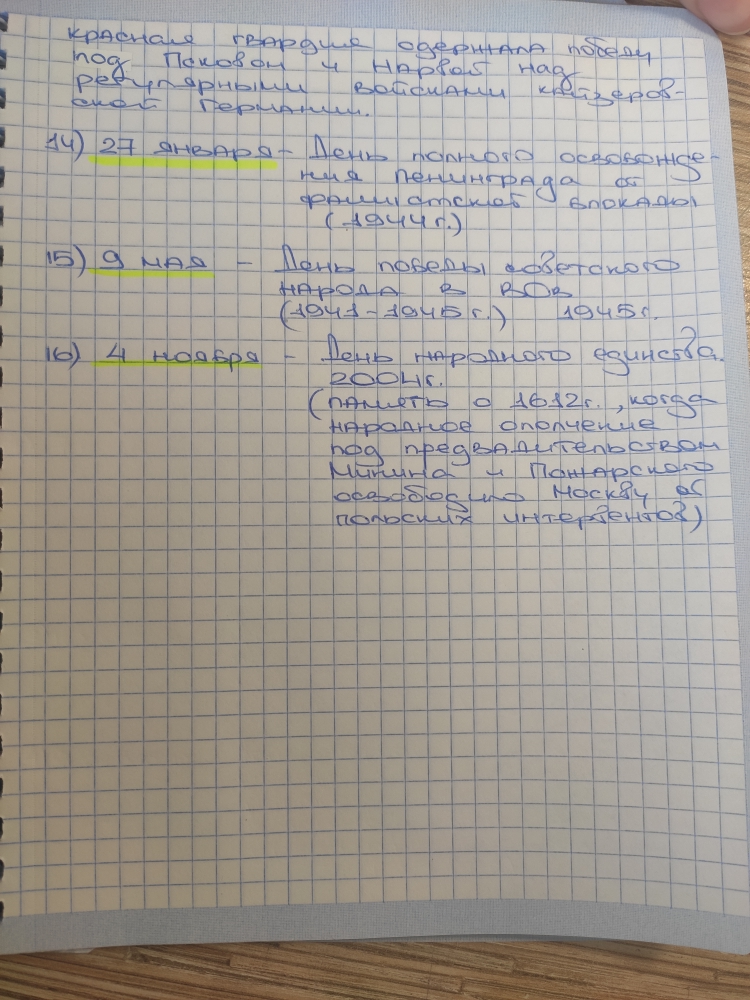 красная гвардия одержала победу
под Псковом и Нарвой над
регулярными войсками кайзеров-
ской Германии.
14) 27 января - День полного освобожде-
ния Ленинграда от
фашистской блокады
(1944г.)
15) 9 мая - День победы советского
народа в ВОв
(1941-1945г.) 1945г.
16) 4 ноября - День народного единства.
2004г.
(память о 1612г., когда
народное ополчение
под предводительством
Минина и Пожарского
освободило Москву от
польских интервентов)